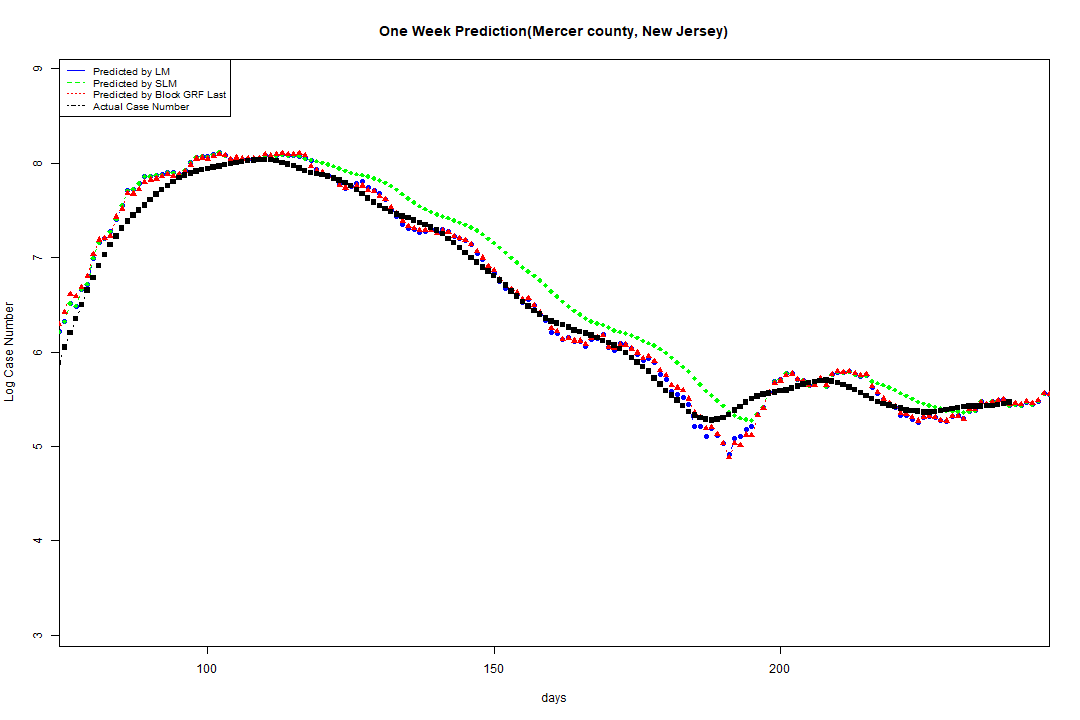 One Week Prediction(Mercer county, New Jersey)
Predicted by LM
Predicted by SLM
Predicted by Block GRF Last
Actual Case Number
9
8
7
6
5
4
3
Log Case Number
100 150 200
days